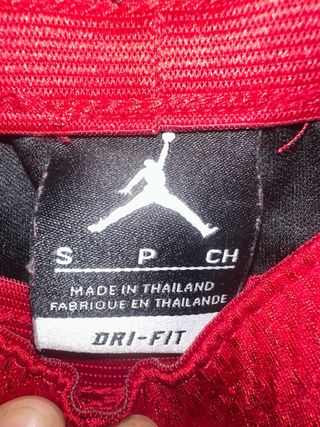 S P CH
MADE IN THAILAND
FABRIQUE EN THAILANDE
DRI-FIT